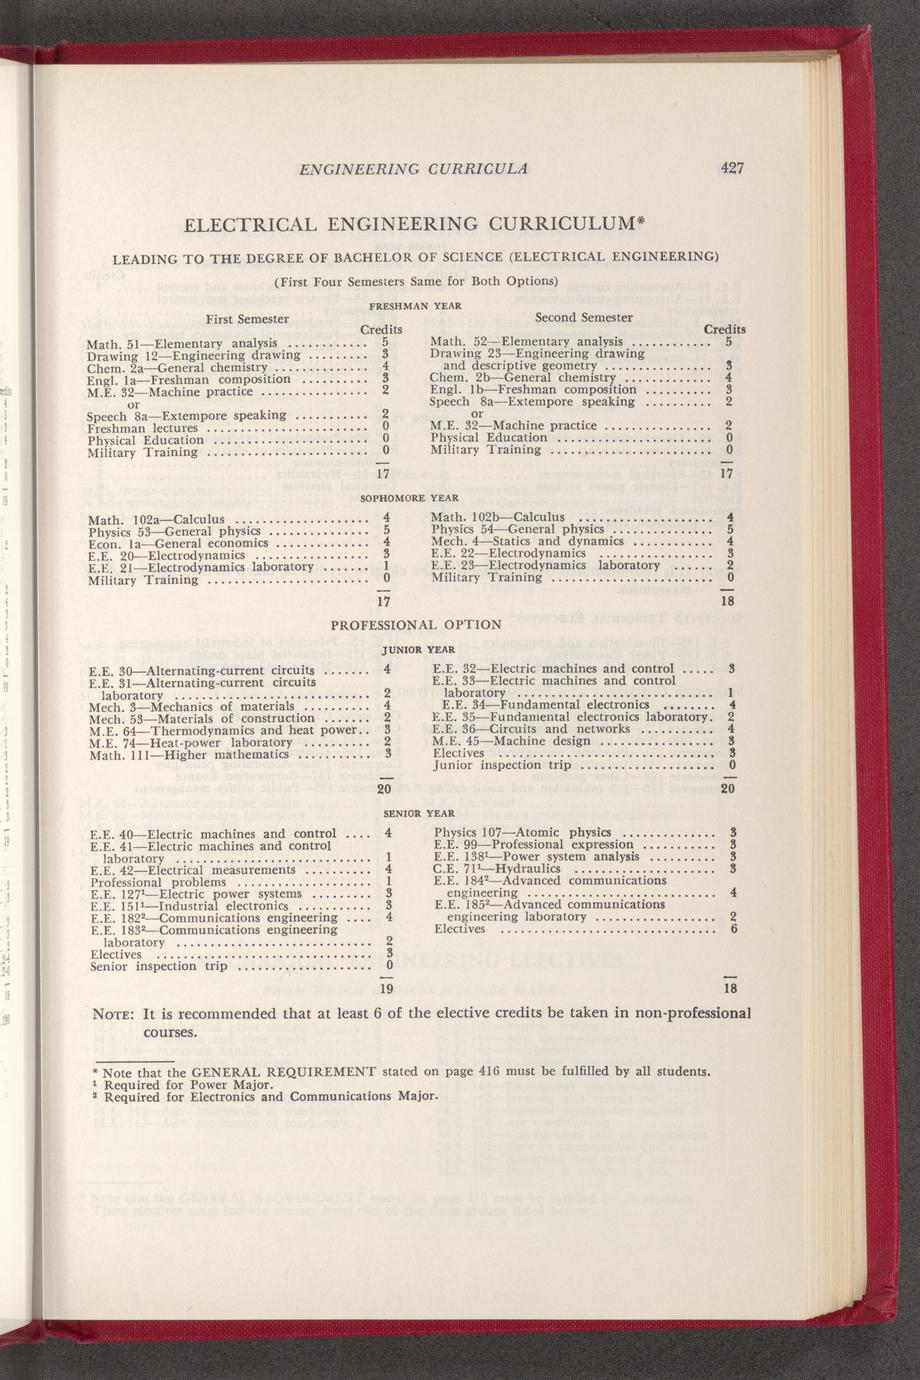 ENGINEERING CURRICULA 427
ELECTRICAL ENGINEERING CURRICULUM*
LEADING TO THE DEGREE OF BACHELOR OF SCIENCE (ELECTRICAL ENGINEERING)
(First Four Semesters Same for Both Options)
FRESHMAN YEAR
First Semester
Credits
Math. 51—Elementary analysis ............ 5
Drawing 12—Engineering drawing ......... 3
Chem. 2a—General chemistry .............. 4
Engl. 1a—Freshman composition .......... 3
M.E. 32—Machine practice ................ 2
or
Speech 8a—Extempore speaking ........... 2
Freshman lectures ........................ 0
Physical Education ....................... 0
Military Training ........................ 0
17
Second Semester
Credits
Math. 52—Elementary analysis ............ 5
Drawing 23—Engineering drawing
and descriptive geometry ................ 3
Chem. 2b—General chemistry .............. 4
Engl. 1b—Freshman composition .......... 3
Speech 8a—Extempore speaking .......... 2
or
M.E. 32—Machine practice ................ 2
Physical Education ....................... 0
Military Training ........................ 0
17
SOPHOMORE YEAR
Math. 102a—Calculus .................... 4
Physics 53—General physics ............... 5
Econ. 1a—General economics .............. 4
E.E. 20—Electrodynamics ................. 3
E.E. 21—Electrodynamics laboratory ....... 1
Military Training ........................ 0
17
Math. 102b—Calculus .................... 4
Physics 54—General physics ............... 5
Mech. 4—Statics and dynamics ............ 4
E.E. 22—Electrodynamics ................. 3
E.E. 23—Electrodynamics laboratory ...... 2
Military Training ........................ 0
18
PROFESSIONAL OPTION
JUNIOR YEAR
E.E. 30—Alternating-current circuits ....... 4
E.E. 31—Alternating-current circuits
laboratory ............................. 2
Mech. 3—Mechanics of materials .......... 4
Mech. 53—Materials of construction ....... 2
M.E. 64—Thermodynamics and heat power.. 3
M.E. 74—Heat-power laboratory .......... 2
Math. 111—Higher mathematics ........... 3
20
E.E. 32—Electric machines and control ..... 3
E.E. 33—Electric machines and control
laboratory ............................. 1
E.E. 34—Fundamental electronics ........ 4
E.E. 35—Fundamental electronics laboratory. 2
E.E. 36—Circuits and networks ........... 4
M.E. 45—Machine design ................. 3
Electives ................................ 3
Junior inspection trip .................... 0
20
SENIOR YEAR
E.E. 40—Electric machines and control .... 4
E.E. 41—Electric machines and control
laboratory ............................. 1
E.E. 42—Electrical measurements .......... 4
Professional problems .................... 1
E.E. 127¹—Electric power systems ......... 3
E.E. 151¹—Industrial electronics ........... 3
E.E. 182²—Communications engineering .... 4
E.E. 183²—Communications engineering
laboratory ............................. 2
Electives ................................ 3
Senior inspection trip .................... 0
19
Physics 107—Atomic physics .............. 3
E.E. 99—Professional expression ........... 3
E.E. 138¹—Power system analysis .......... 3
C.E. 71¹—Hydraulics ..................... 3
E.E. 184²—Advanced communications
engineering ............................. 4
E.E. 185²—Advanced communications
engineering laboratory .................. 2
Electives ................................ 6
18
NOTE: It is recommended that at least 6 of the elective credits be taken in non-professional
courses.
* Note that the GENERAL REQUIREMENT stated on page 416 must be fulfilled by all students.
¹ Required for Power Major.
² Required for Electronics and Communications Major.